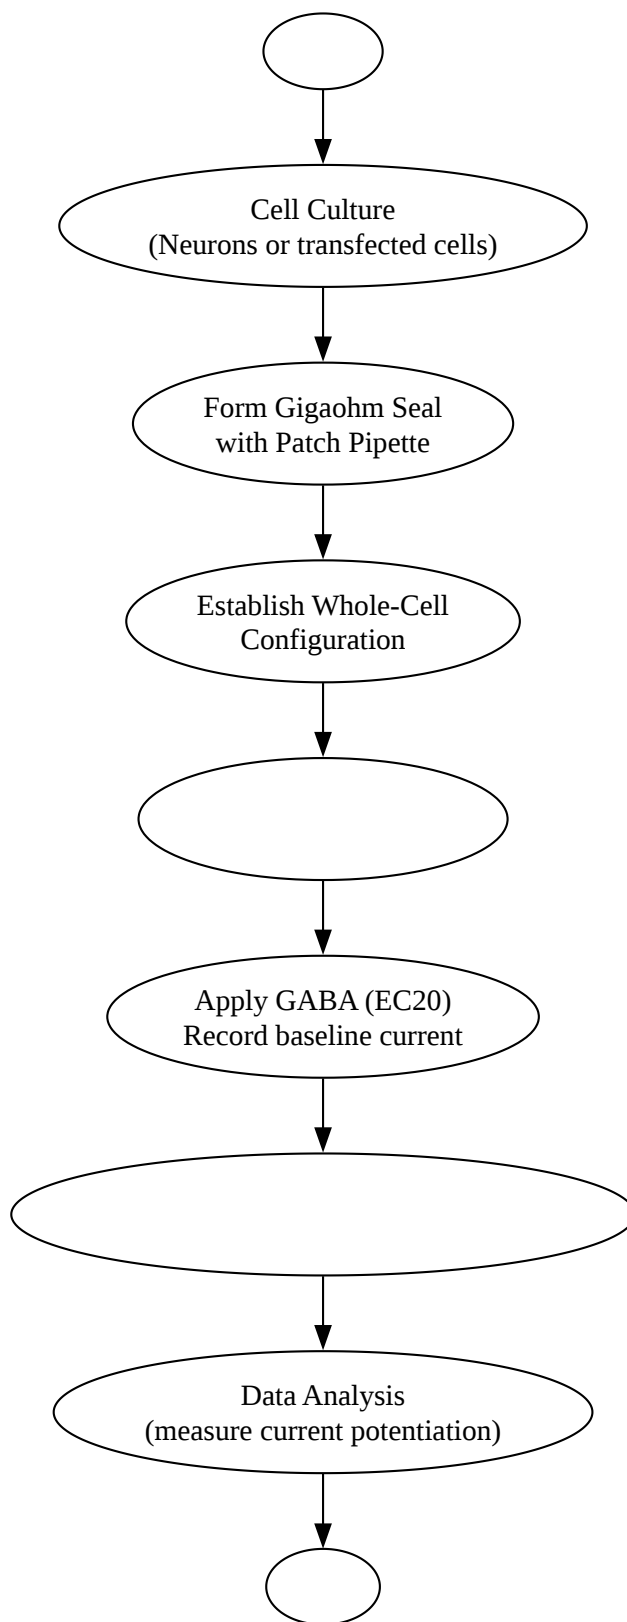 Cell Culture
(Neurons or transfected cells)
Form Gigaohm Seal
with Patch Pipette
Establish Whole-Cell
Configuration
Apply GABA (EC20)
Record baseline current
Data Analysis
(measure current potentiation)